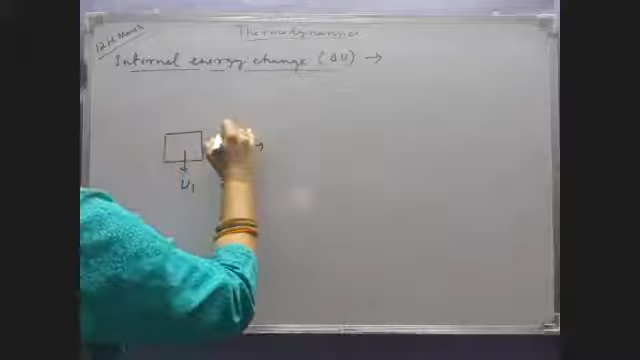 Thermodynamics
12th March
Internal energy change (ΔU) →
U₁